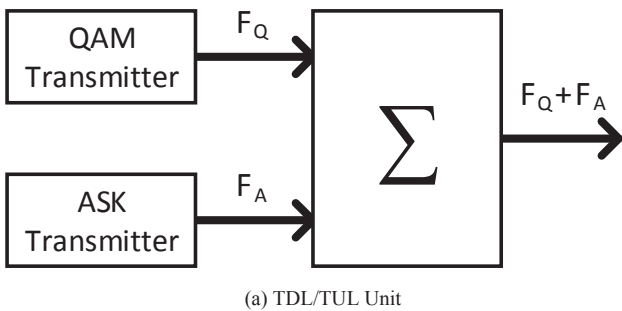 QAM
Transmitter
F_Q
ASK
Transmitter
F_A
∑
F_Q+F_A
(a) TDL/TUL Unit